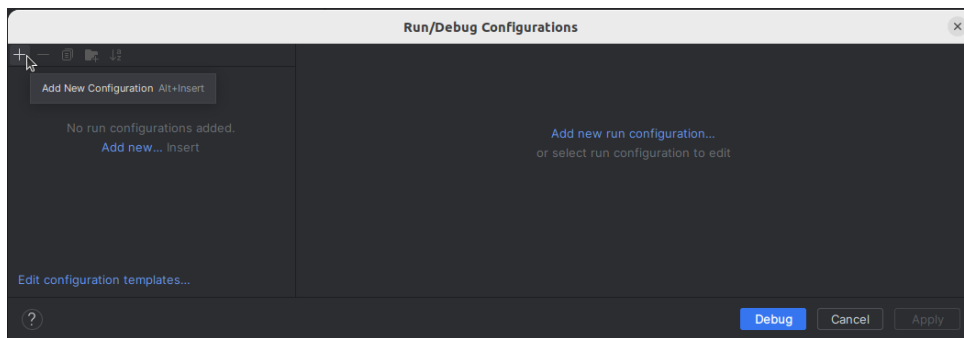 Run/Debug Configurations
Add New Configuration Alt+Insert
No run configurations added.
Add new... Insert
Add new run configuration...
or select run configuration to edit
Edit configuration templates...
?
Debug
Cancel
Apply